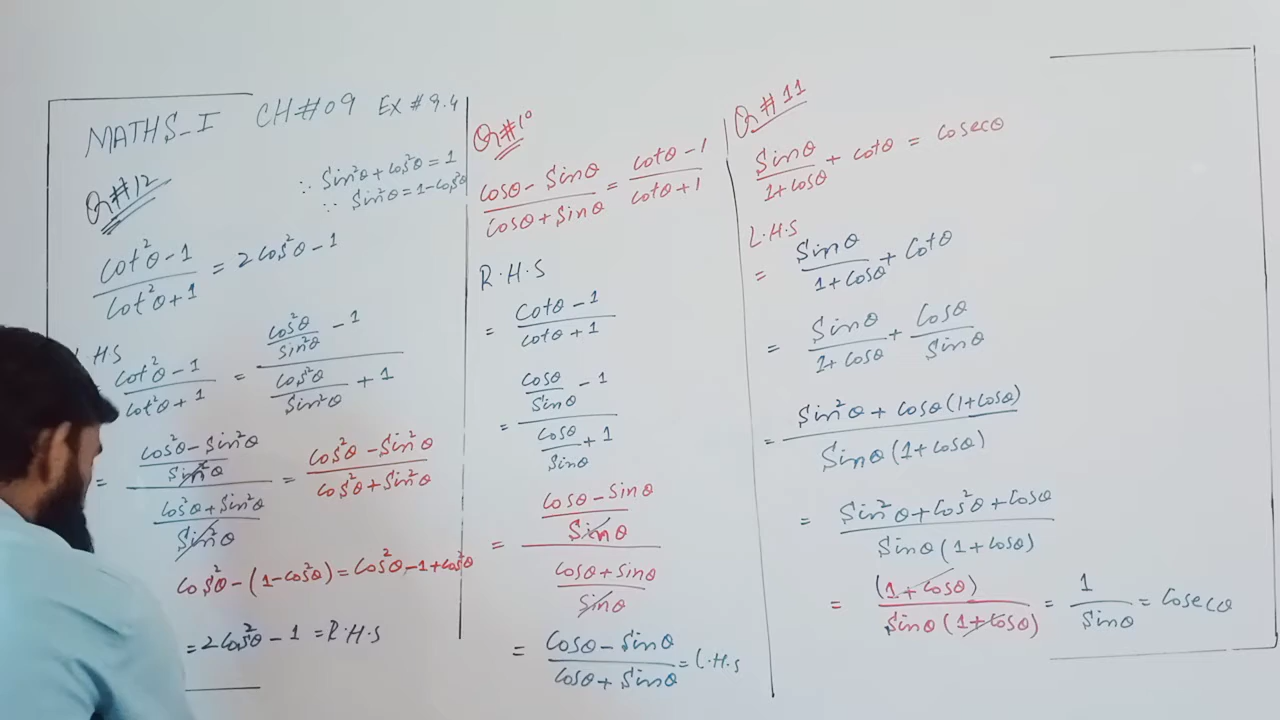 MATHS_I CH#09 Ex # 9.4
Q#12
∵ Sin²θ + cos²θ = 1
∵ Sin²θ = 1 - cos²θ
(cot²θ - 1)/(cot²θ + 1) = 2cos²θ - 1
HS
(cot²θ - 1)/(cot²θ + 1) = (cos²θ/sin²θ - 1)/(cos²θ/sin²θ + 1)
= ((cos²θ - sin²θ)/sin²θ)/((cos²θ + sin²θ)/sin²θ) = (cos²θ - sin²θ)/(cos²θ + sin²θ)
cos²θ - (1 - cos²θ) = cos²θ - 1 + cos²θ
= 2cos²θ - 1 = R.H.S
Q#10
(cosθ - sinθ)/(cosθ + sinθ) = (cotθ - 1)/(cotθ + 1)
R.H.S
= (cotθ - 1)/(cotθ + 1)
= (cosθ/sinθ - 1)/(cosθ/sinθ + 1)
= ((cosθ - sinθ)/sinθ)/((cosθ + sinθ)/sinθ)
= (cosθ - sinθ)/(cosθ + sinθ) = L.H.S
Q#11
sinθ/(1 + cosθ) + cotθ = cosecθ
L.H.S
= sinθ/(1 + cosθ) + cotθ
= sinθ/(1 + cosθ) + cosθ/sinθ
= (sin²θ + cosθ(1 + cosθ))/(sinθ(1 + cosθ))
= (sin²θ + cos²θ + cosθ)/(sinθ(1 + cosθ))
= (1 + cosθ)/(sinθ(1 + cosθ)) = 1/sinθ = cosecθ